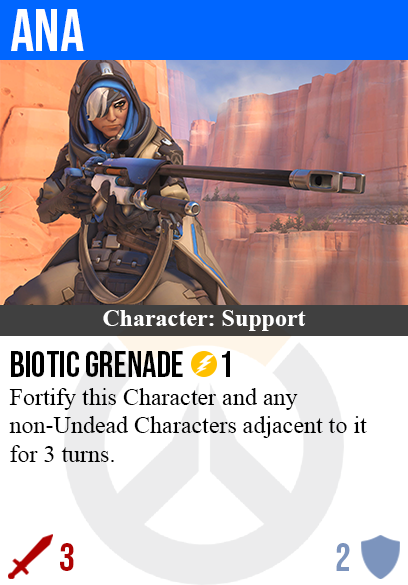 ANA
Character: Support
BIOTIC GRENADE 1
Fortify this Character and any
non-Undead Characters adjacent to it
for 3 turns.
3 2